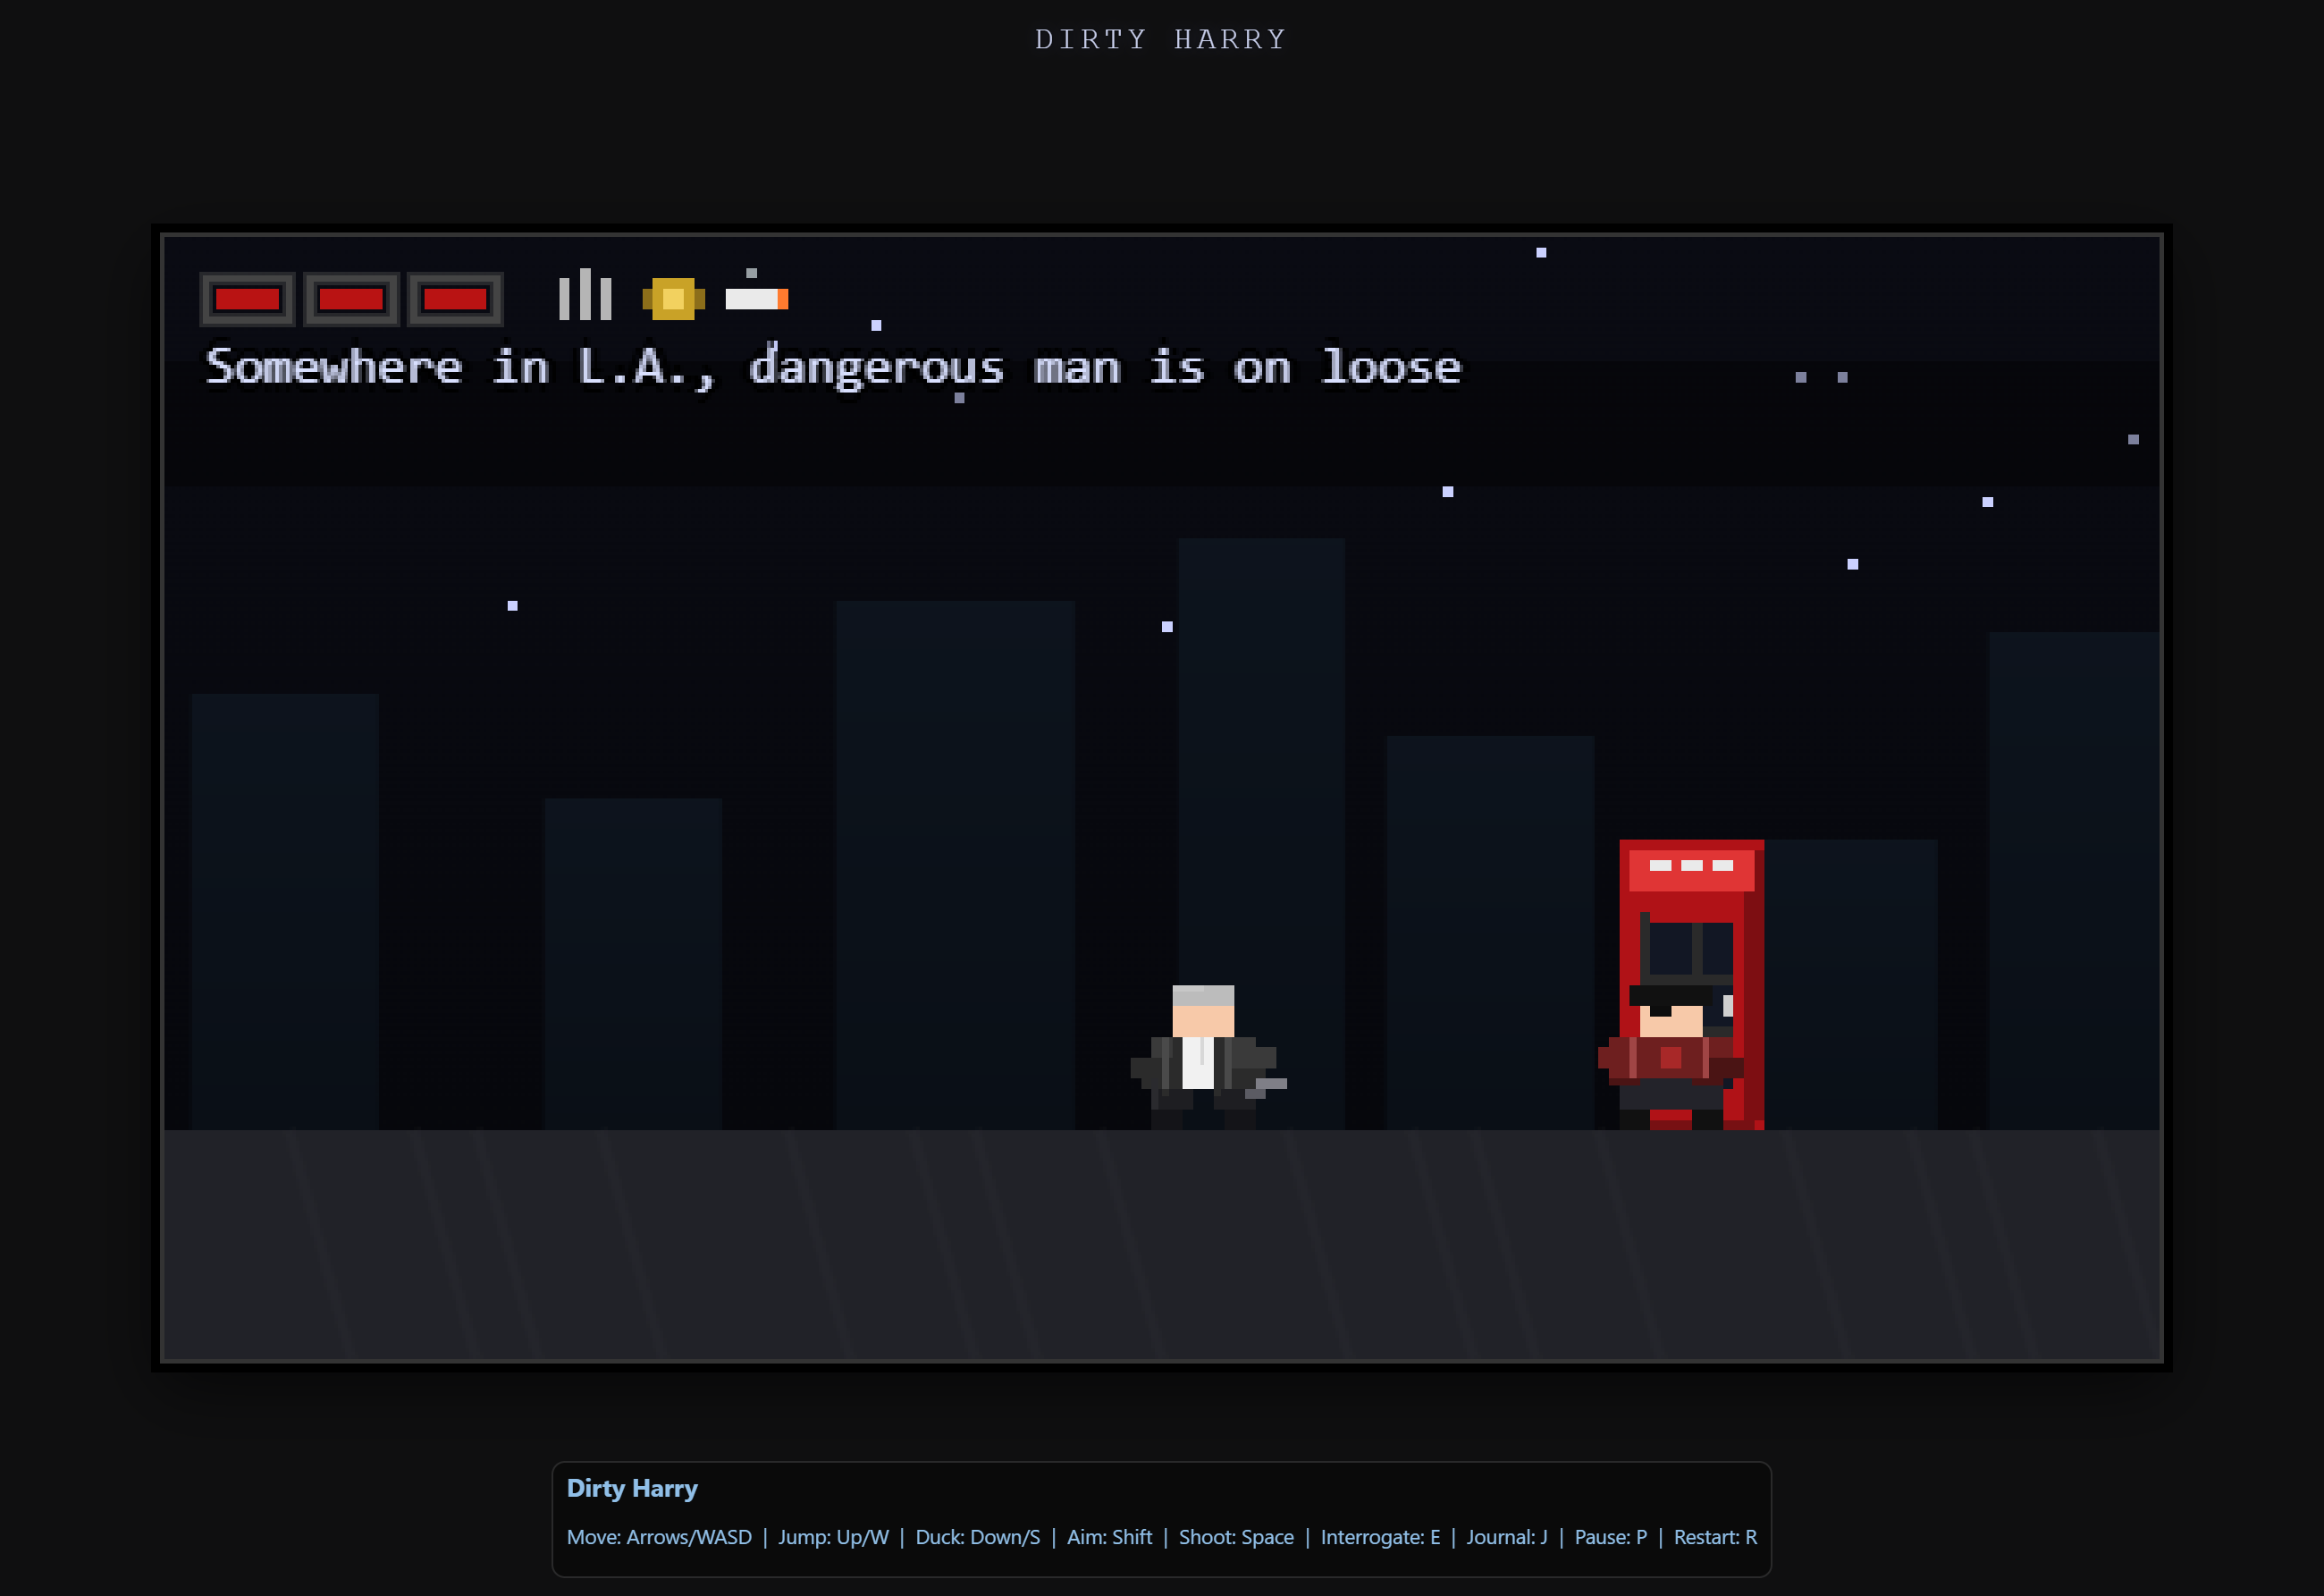 DIRTY HARRY
Somewhere in L.A., dangerous man is on loose
Dirty Harry
Move: Arrows/WASD | Jump: Up/W | Duck: Down/S | Aim: Shift | Shoot: Space | Interrogate: E | Journal: J | Pause: P | Restart: R